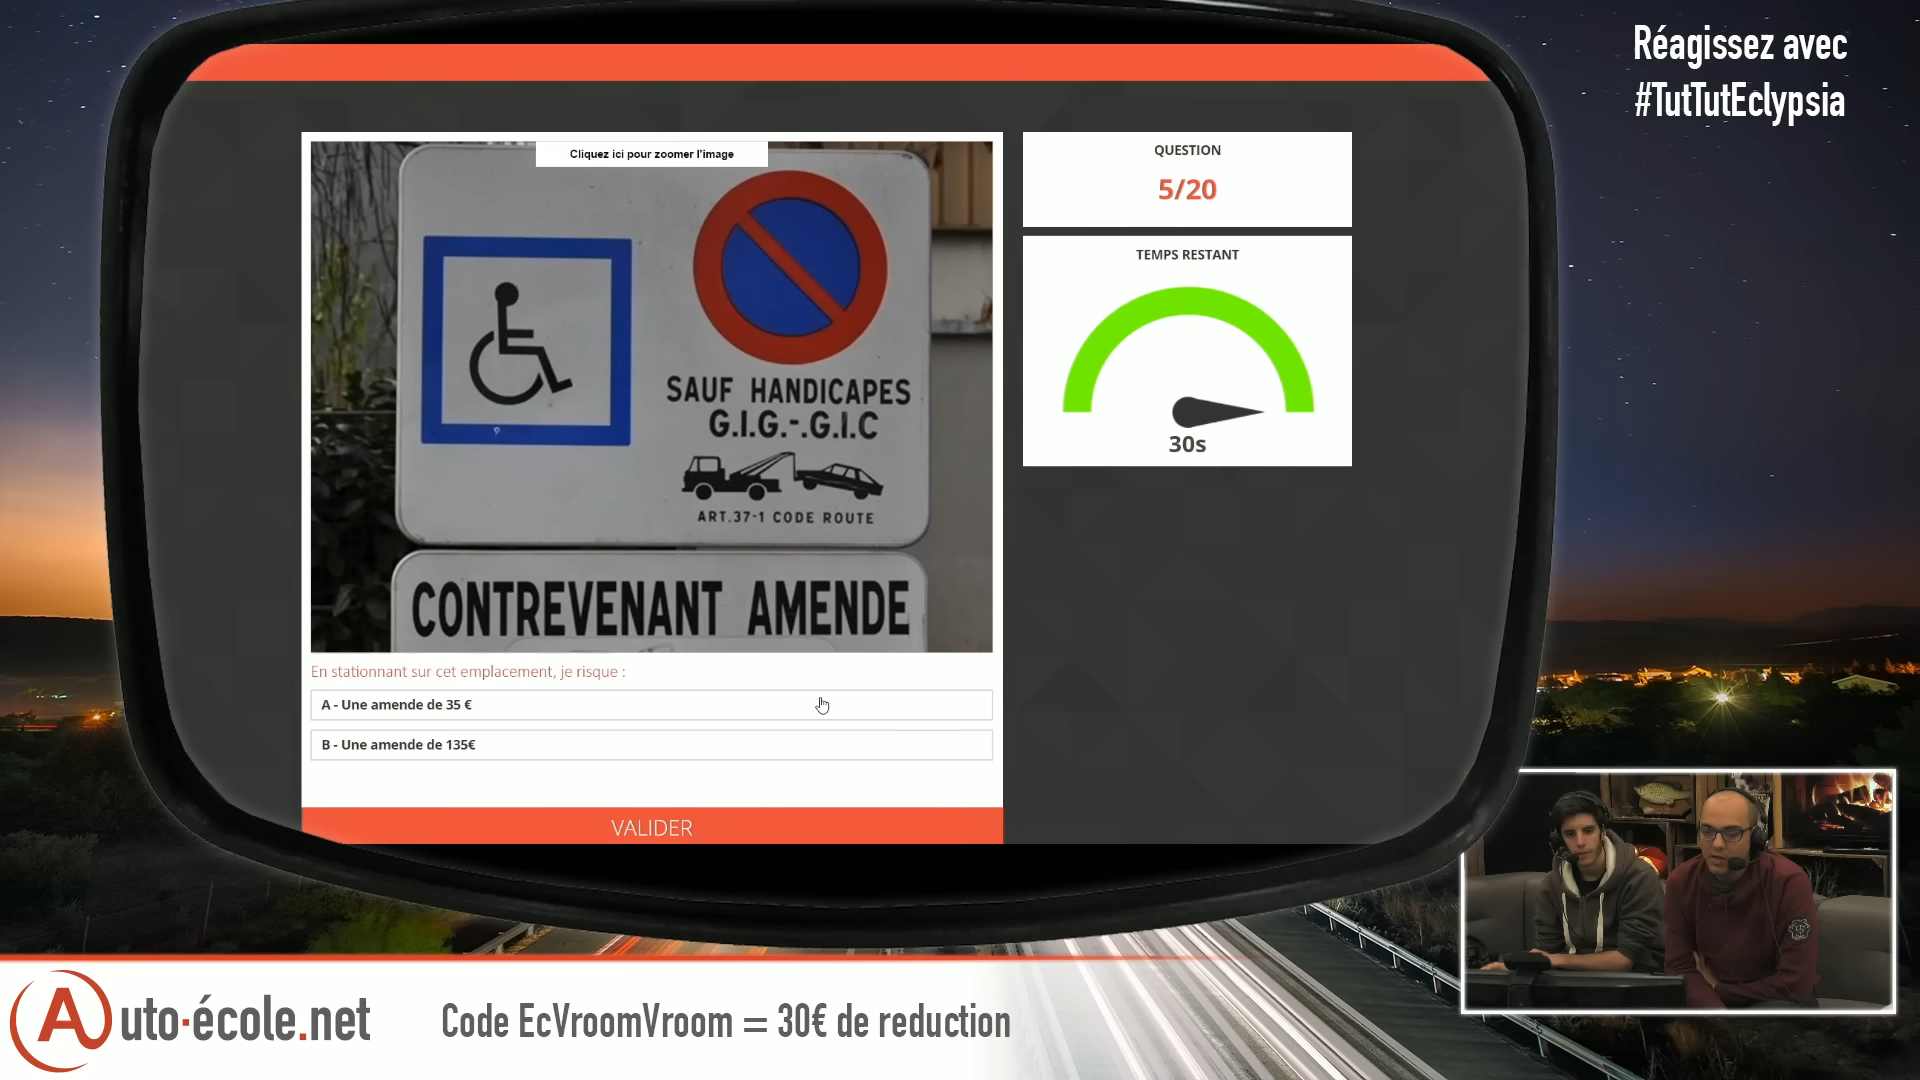 Réagissez avec
#TutTutEclypsia
Cliquez ici pour zoomer l'image
SAUF HANDICAPES
G.I.G.-.G.I.C
ART.37-1 CODE ROUTE
CONTREVENANT AMENDE
En stationnant sur cet emplacement, je risque :
A - Une amende de 35 €
B - Une amende de 135€
VALIDER
QUESTION
5/20
TEMPS RESTANT
30s
Auto·école.net
Code EcVroomVroom = 30€ de reduction